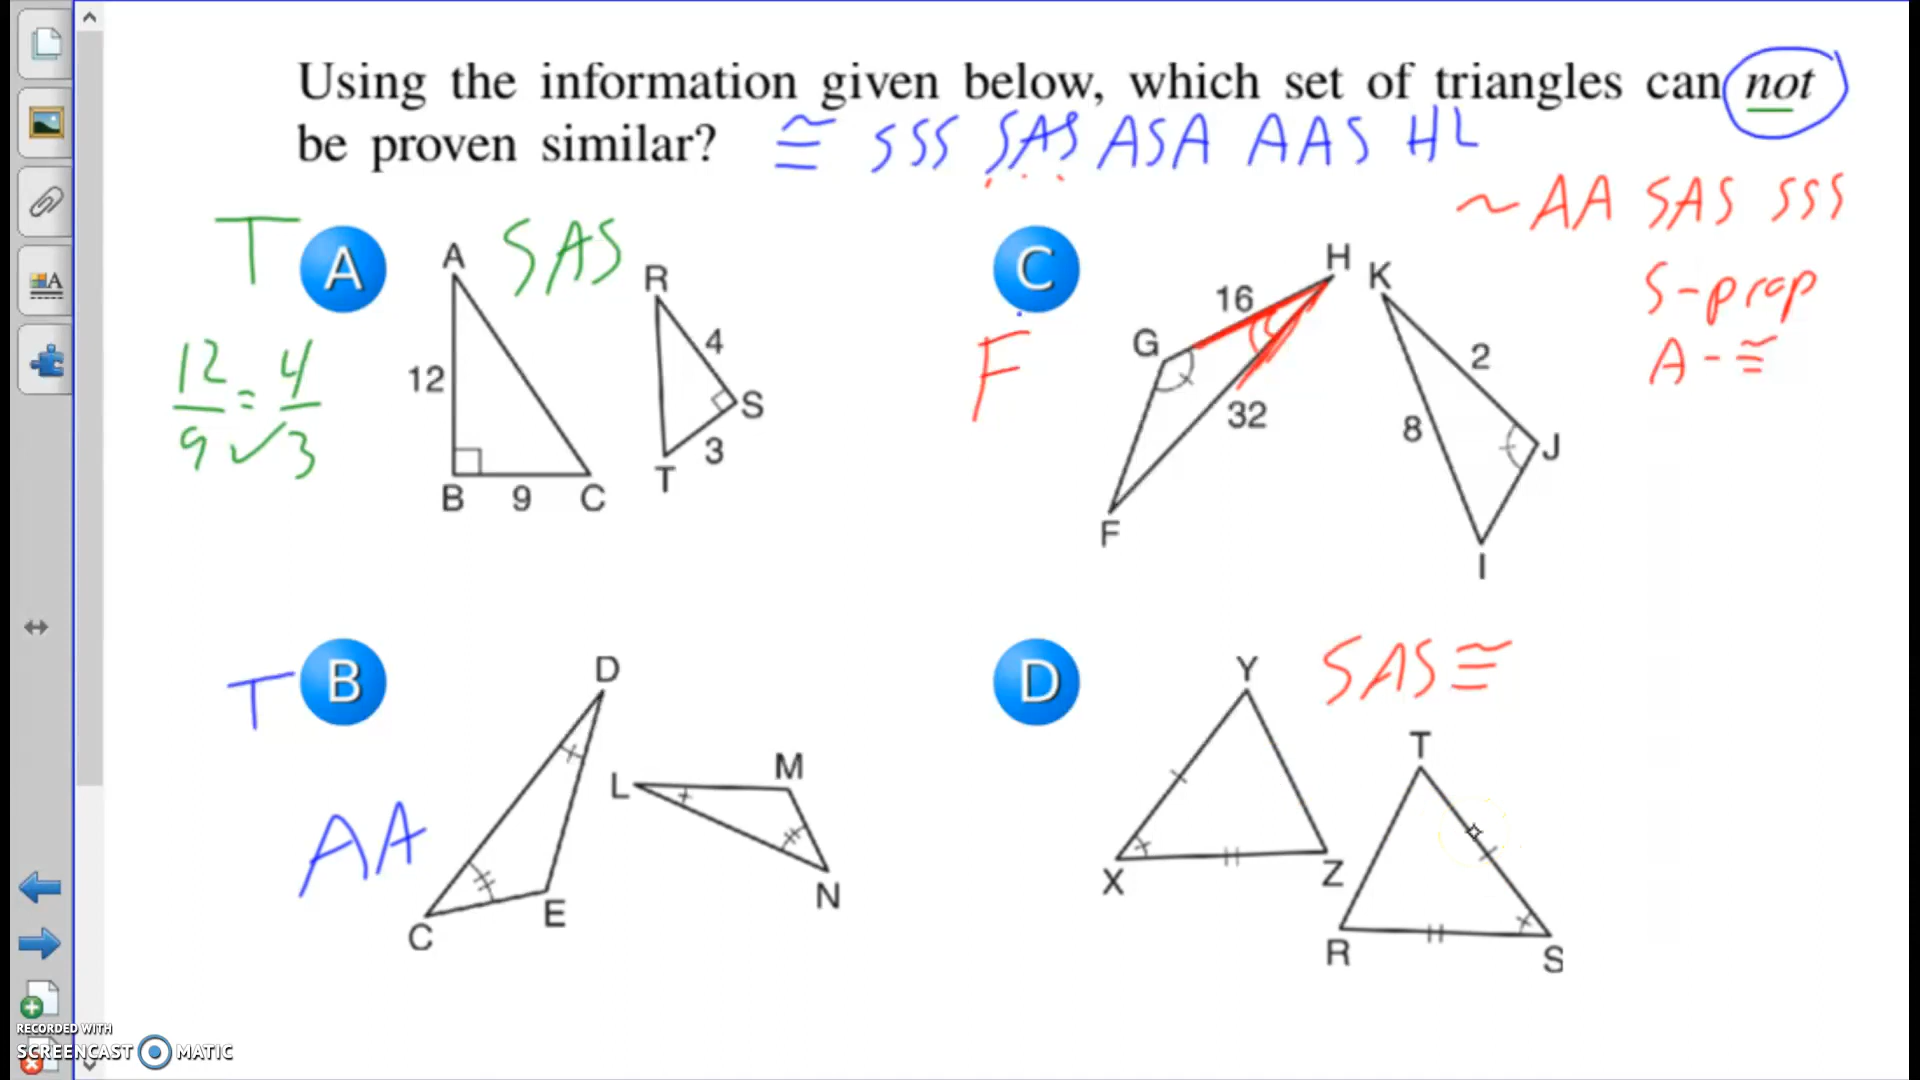 Using the information given below, which set of triangles can not
be proven similar? ≅ SSS SAS ASA AAS HL
~AA SAS SSS
S-prop
A-≅
T A SAS
12/9 = 4/3 ✓
A
12
B 9 C
R
4
S
3
T
C
F
H
16
G
32
F
K
2
8
J
I
T B
AA
D
C
E
L
M
N
D SAS≅
Y
X
Z
T
R
S
RECORDED WITH
SCREENCAST MATIC